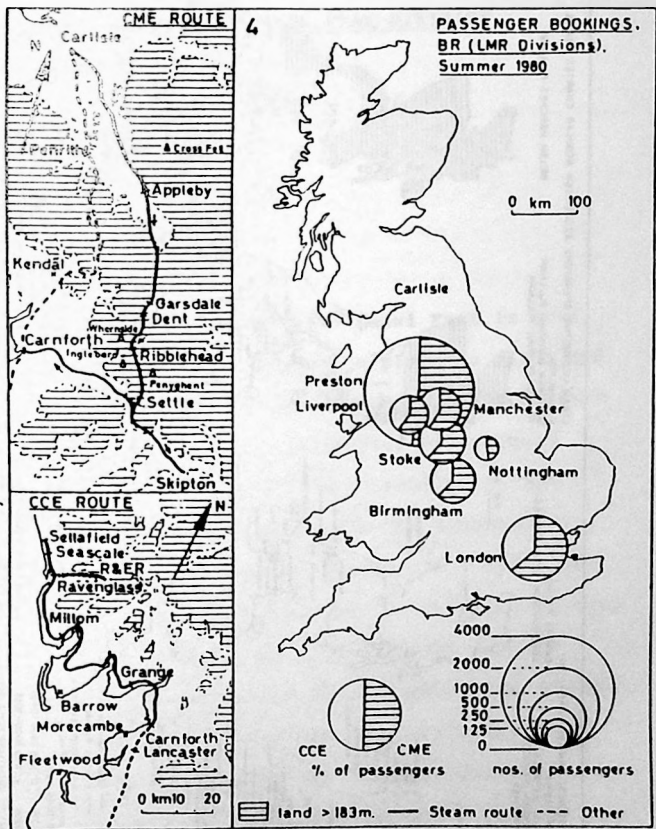 CME ROUTE
Carlisle
N
Penrith
Cross Fell
Appleby
Kendal
Garsdale
Dent
Whernside
Carnforth
Ingleboro
Ribblehead
Penyghent
Settle
Skipton
CCE ROUTE
N
Sellafield
Seascale
R&ER
Ravenglass
Millom
Grange
Barrow
Morecambe
Carnforth
Lancaster
Fleetwood
0 km10 20
4
PASSENGER BOOKINGS.
BR (LMR Divisions).
Summer 1980
0 km 100
Carlisle
Preston
Liverpool
Manchester
Stoke
Nottingham
Birmingham
London
CCE CME
% of passengers
4000
2000
1000
500
250
125
0
nos. of passengers
land > 183m. Steam route Other